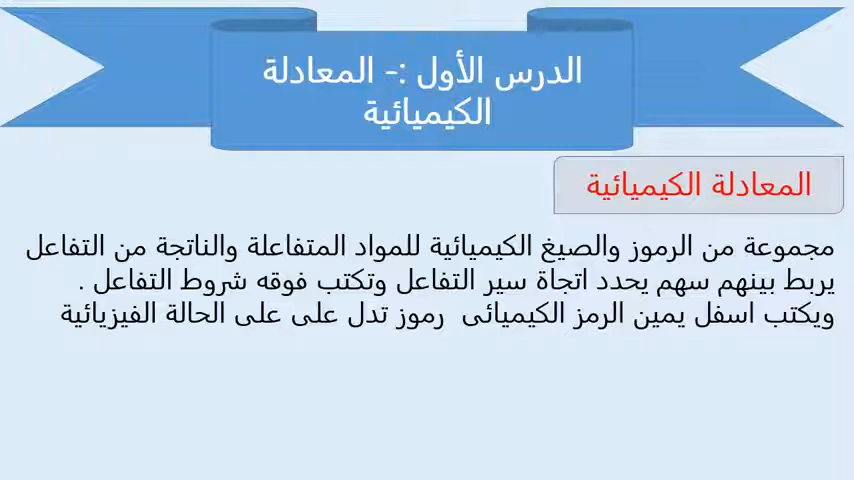 الدرس الأول :- المعادلة
الكيميائية
المعادلة الكيميائية
مجموعة من الرموز والصيغ الكيميائية للمواد المتفاعلة والناتجة من التفاعل
يربط بينهم سهم يحدد اتجاة سير التفاعل وتكتب فوقه شروط التفاعل .
ويكتب اسفل يمين الرمز الكيميائى رموز تدل على على الحالة الفيزيائية